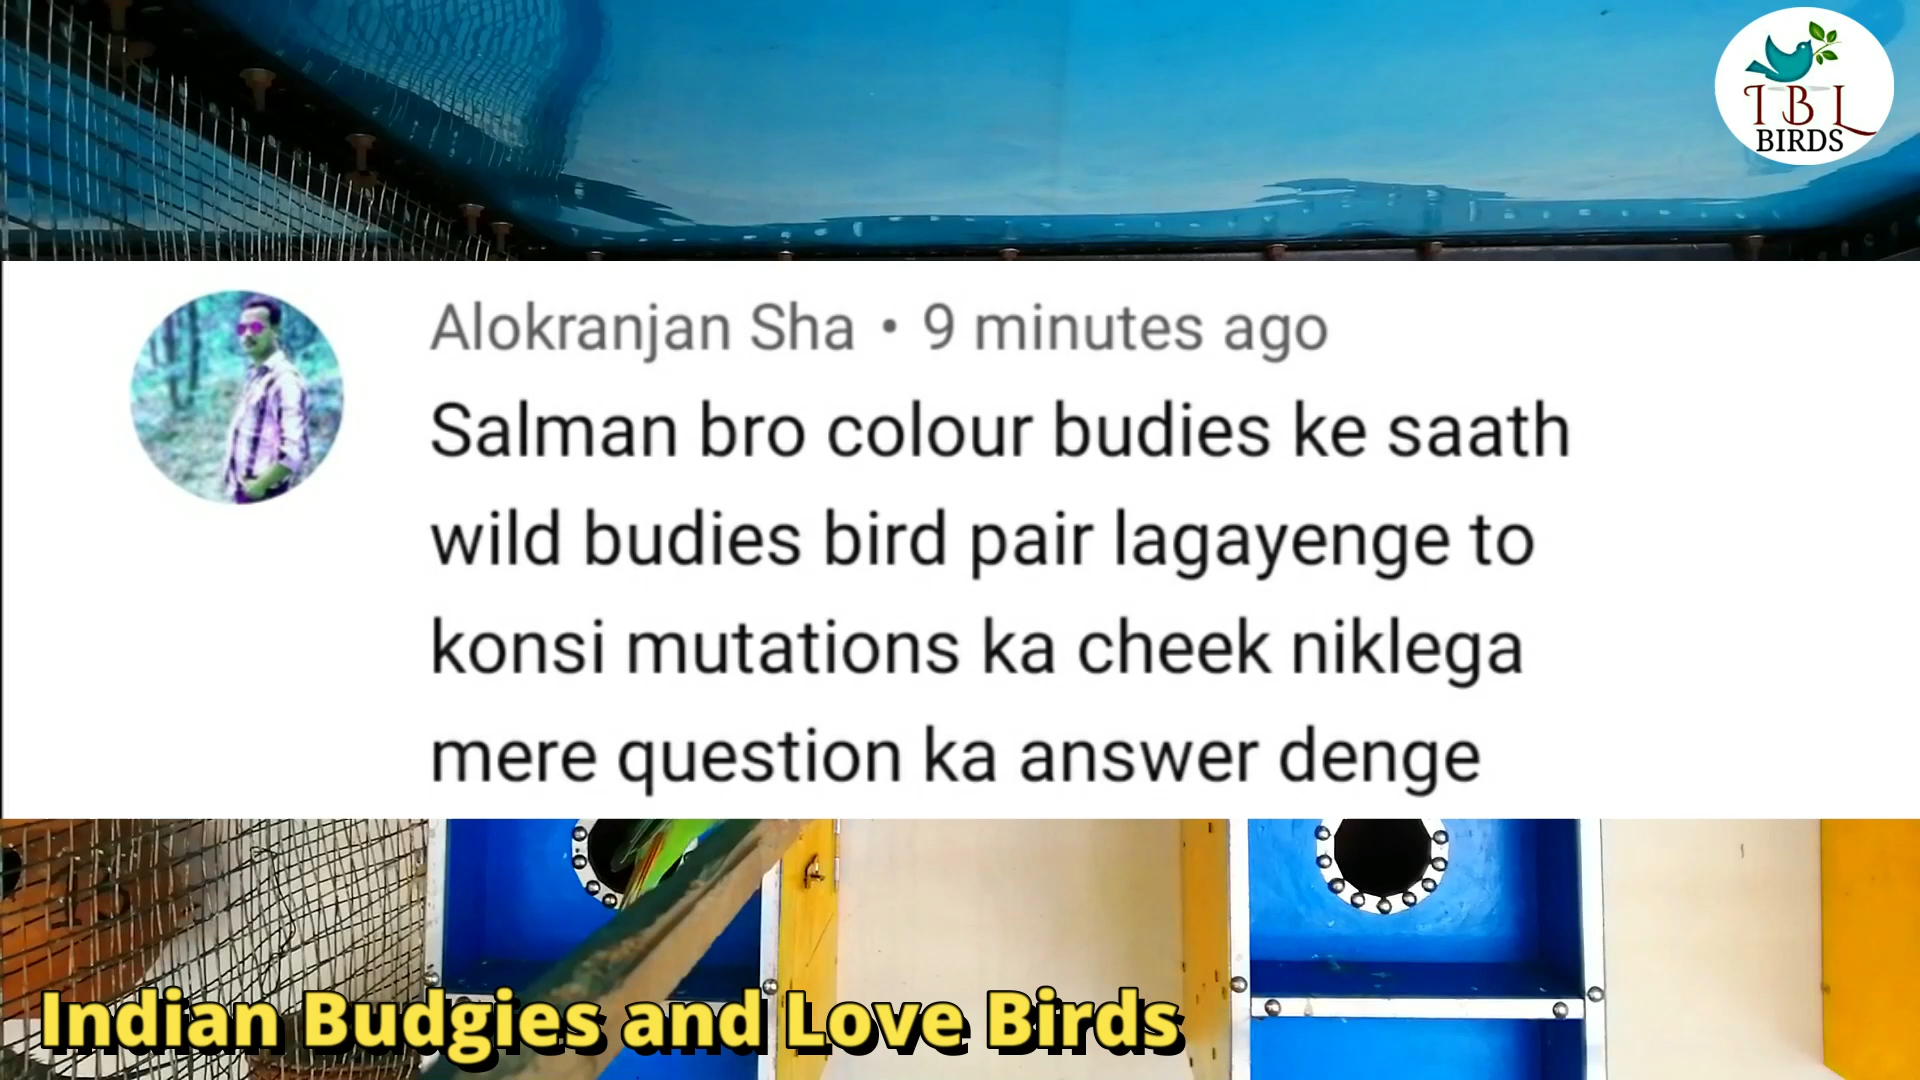 I B L
BIRDS
Alokranjan Sha • 9 minutes ago
Salman bro colour budies ke saath
wild budies bird pair lagayenge to
konsi mutations ka cheek niklega
mere question ka answer denge
Indian Budgies and Love Birds